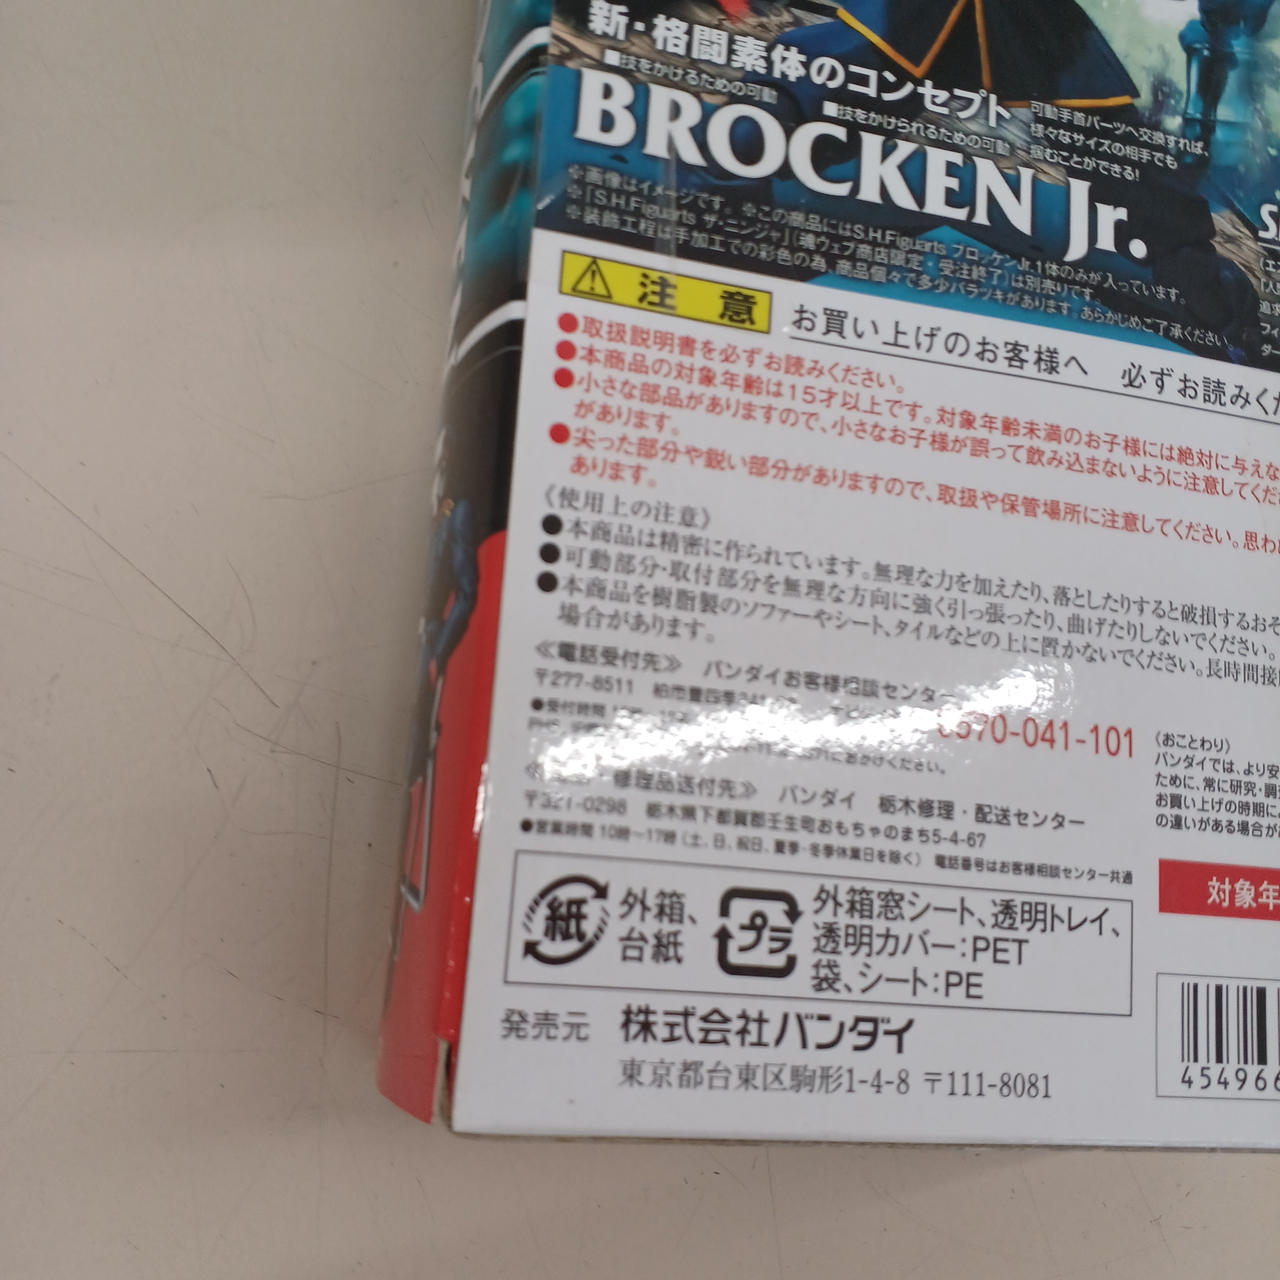 新・格闘素体のコンセプト
■技をかけるための可動
■技をかけられるための可動
可動手首パーツへ交換すれば、
様々なサイズの相手でも
掴むことができる!
BROCKEN Jr.
※画像はイメージです。 ※この商品にはS.H.Figuarts ブロッケンJr.1体のみが入っています。
※「S.H.Figuarts ザ・ニンジャ」(魂ウェブ商店限定・受注終了)は別売りです。
※装飾工程は手加工での彩色の為、商品個々で多少バラツキがあります。あらかじめご了承ください。
注意
お買い上げのお客様へ 必ずお読みくだ
●取扱説明書を必ずお読みください。
●本商品の対象年齢は15才以上です。対象年齢未満のお子様には絶対に与えな
●小さな部品がありますので、小さなお子様が誤って飲み込まないように注意してくだ
があります。
●尖った部分や鋭い部分がありますので、取扱や保管場所に注意してください。思わ
あります。
《使用上の注意》
●本商品は精密に作られています。無理な力を加えたり、落としたりすると破損するおそ
●可動部分・取付部分を無理な方向に強く引っ張ったり、曲げたりしないでください。
●本商品を樹脂製のソファーやシート、タイルなどの上に置かないでください。長時間接
場合があります。
≪電話受付先≫ バンダイお客様相談センター
〒277-8511 柏市豊四季
●受付時間
570-041-101
におかけください。
・修理品送付先≫ バンダイ 栃木修理・配送センター
〒321-0298 栃木県下都賀郡壬生町おもちゃのまち5-4-67
●営業時間 10時〜17時(土、日、祝日、夏季・冬季休業日を除く) 電話番号はお客様相談センター共通
〈おことわり〉
バンダイでは、より安
ために、常に研究・調
お買い上げの時期に
の違いがある場合が
対象年
紙 外箱、
台紙
プラ 外箱窓シート、透明トレイ、
透明カバー:PET
袋、シート:PE
発売元 株式会社バンダイ
東京都台東区駒形1-4-8 〒111-8081
454966